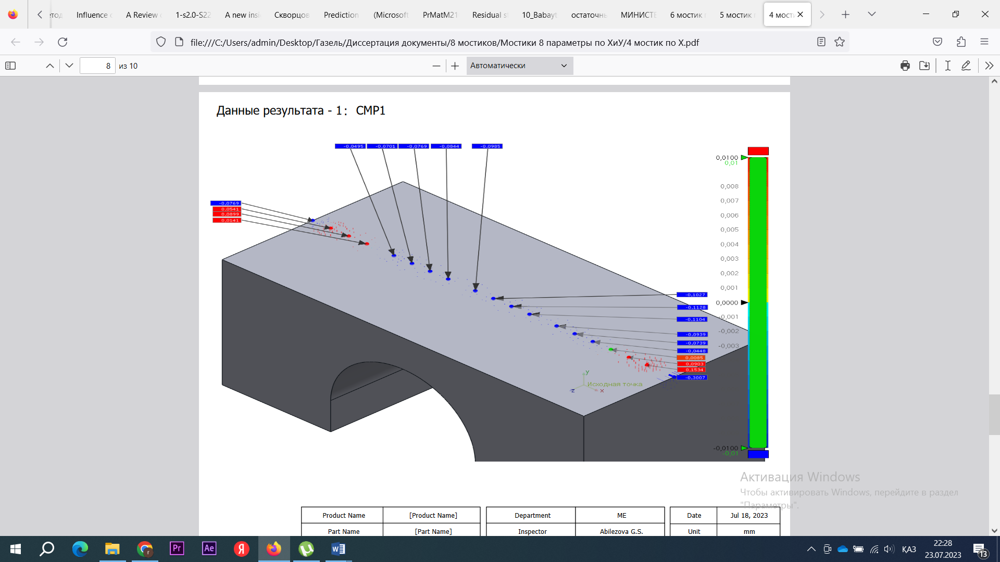 етод
Influence c
A Review c
1-s2.0-S22
A new insi
Скворцов
Prediction
(Microsoft
PrMatM21
Residual st
10_Babayt
остаточнь
МИНИСТЕ
6 мостик п
5 мостик п
4 мости
file:///C:/Users/admin/Desktop/Газель/Диссертация документы/8 мостиков/Мостики 8 параметры по ХиУ/4 мостик по Х.pdf
8 из 10
Автоматически
Данные результата - 1: CMP1
-0,0495
-0,0701
-0,0769
-0,0844
-0,0985
-0,0769
0,0541
0,0899
0,0141
-0,1027
-0,1128
-0,1104
-0,0939
-0,0739
-0,0448
0,0085
0,0903
0,1534
-0,3007
0,0100
0,01
0,008
0,007
0,006
0,005
0,004
0,003
0,002
0,001
0,0000
-0,001
-0,002
-0,003
-0,0100
-0,01
y
Исходная точка
z
x
Активация Windows
Чтобы активировать Windows, перейдите в раздел
"Параметры".
Product Name [Product Name] Department ME Date Jul 18, 2023
Part Name [Part Name] Inspector Abilezova G.S. Unit mm
Pr
Ae
Я
ҚАЗ
22:28
23.07.2023
13